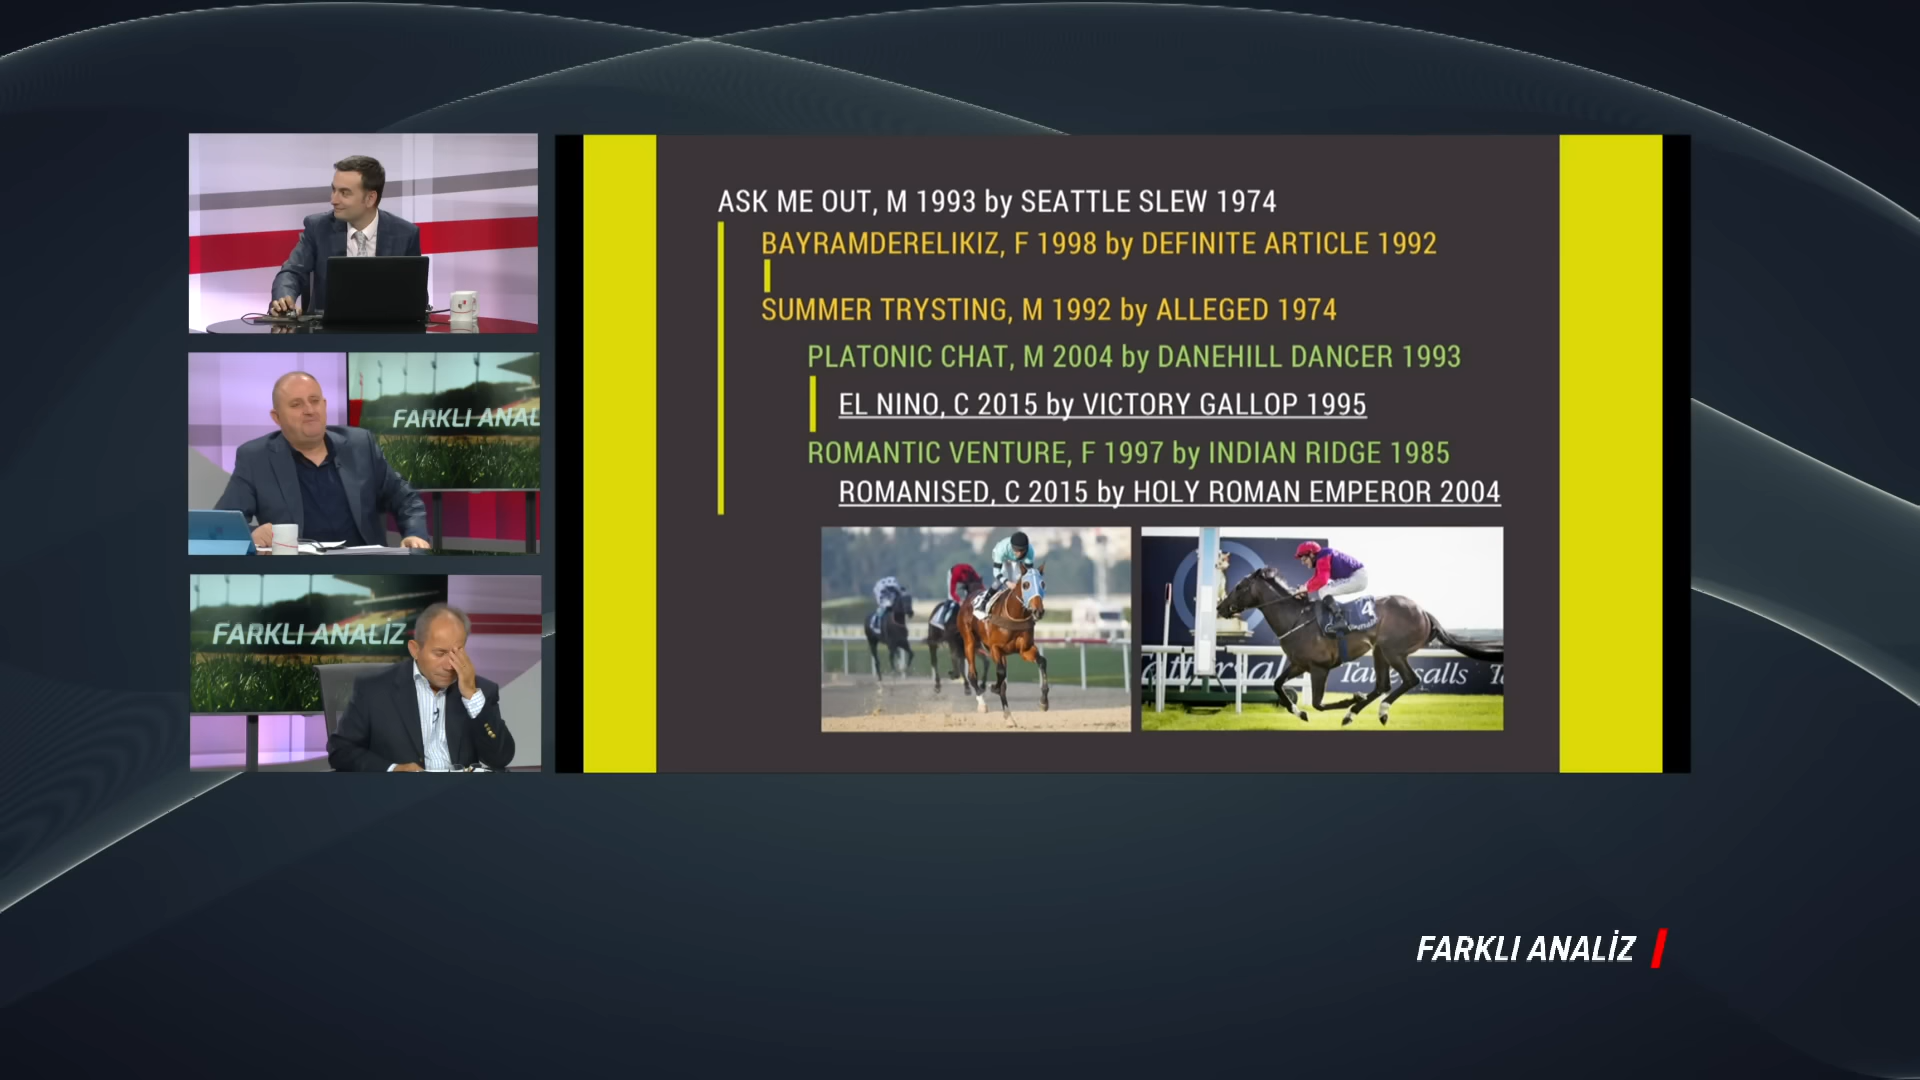 ASK ME OUT, M 1993 by SEATTLE SLEW 1974
BAYRAMDERELIKIZ, F 1998 by DEFINITE ARTICLE 1992
SUMMER TRYSTING, M 1992 by ALLEGED 1974
PLATONIC CHAT, M 2004 by DANEHILL DANCER 1993
EL NINO, C 2015 by VICTORY GALLOP 1995
ROMANTIC VENTURE, F 1997 by INDIAN RIDGE 1985
ROMANISED, C 2015 by HOLY ROMAN EMPEROR 2004
FARKLI ANAL
FARKLI ANALİZ
4
Tattersalls
FARKLI ANALİZ